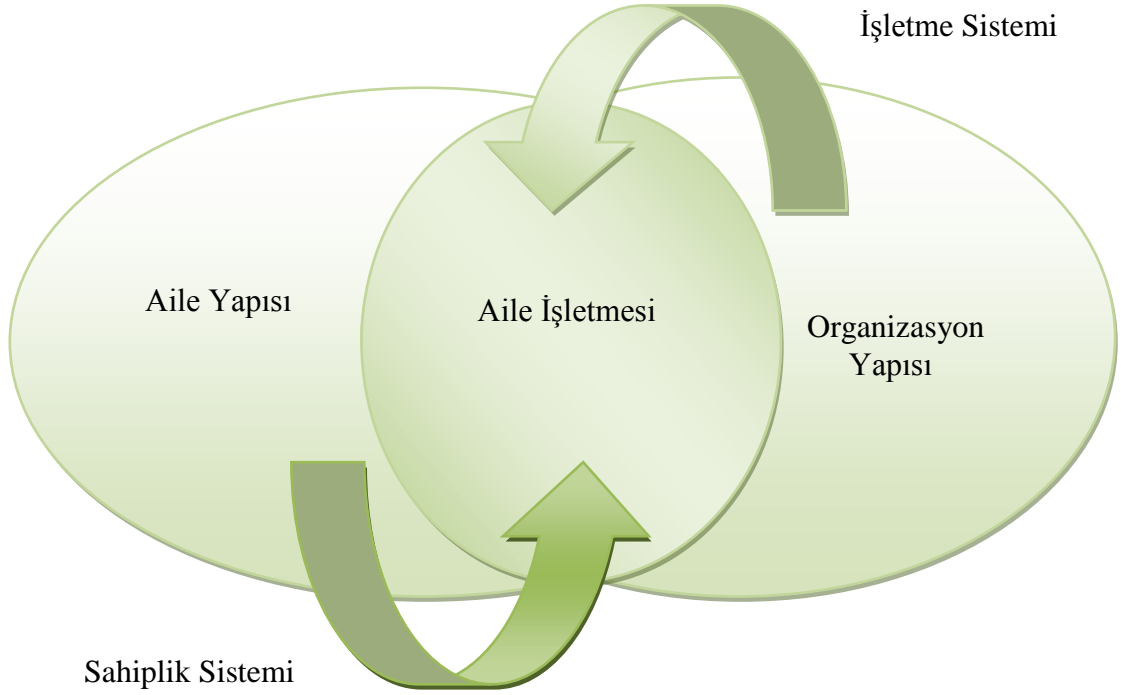 İşletme Sistemi
Aile Yapısı
Aile İşletmesi
Organizasyon
Yapısı
Sahiplik Sistemi